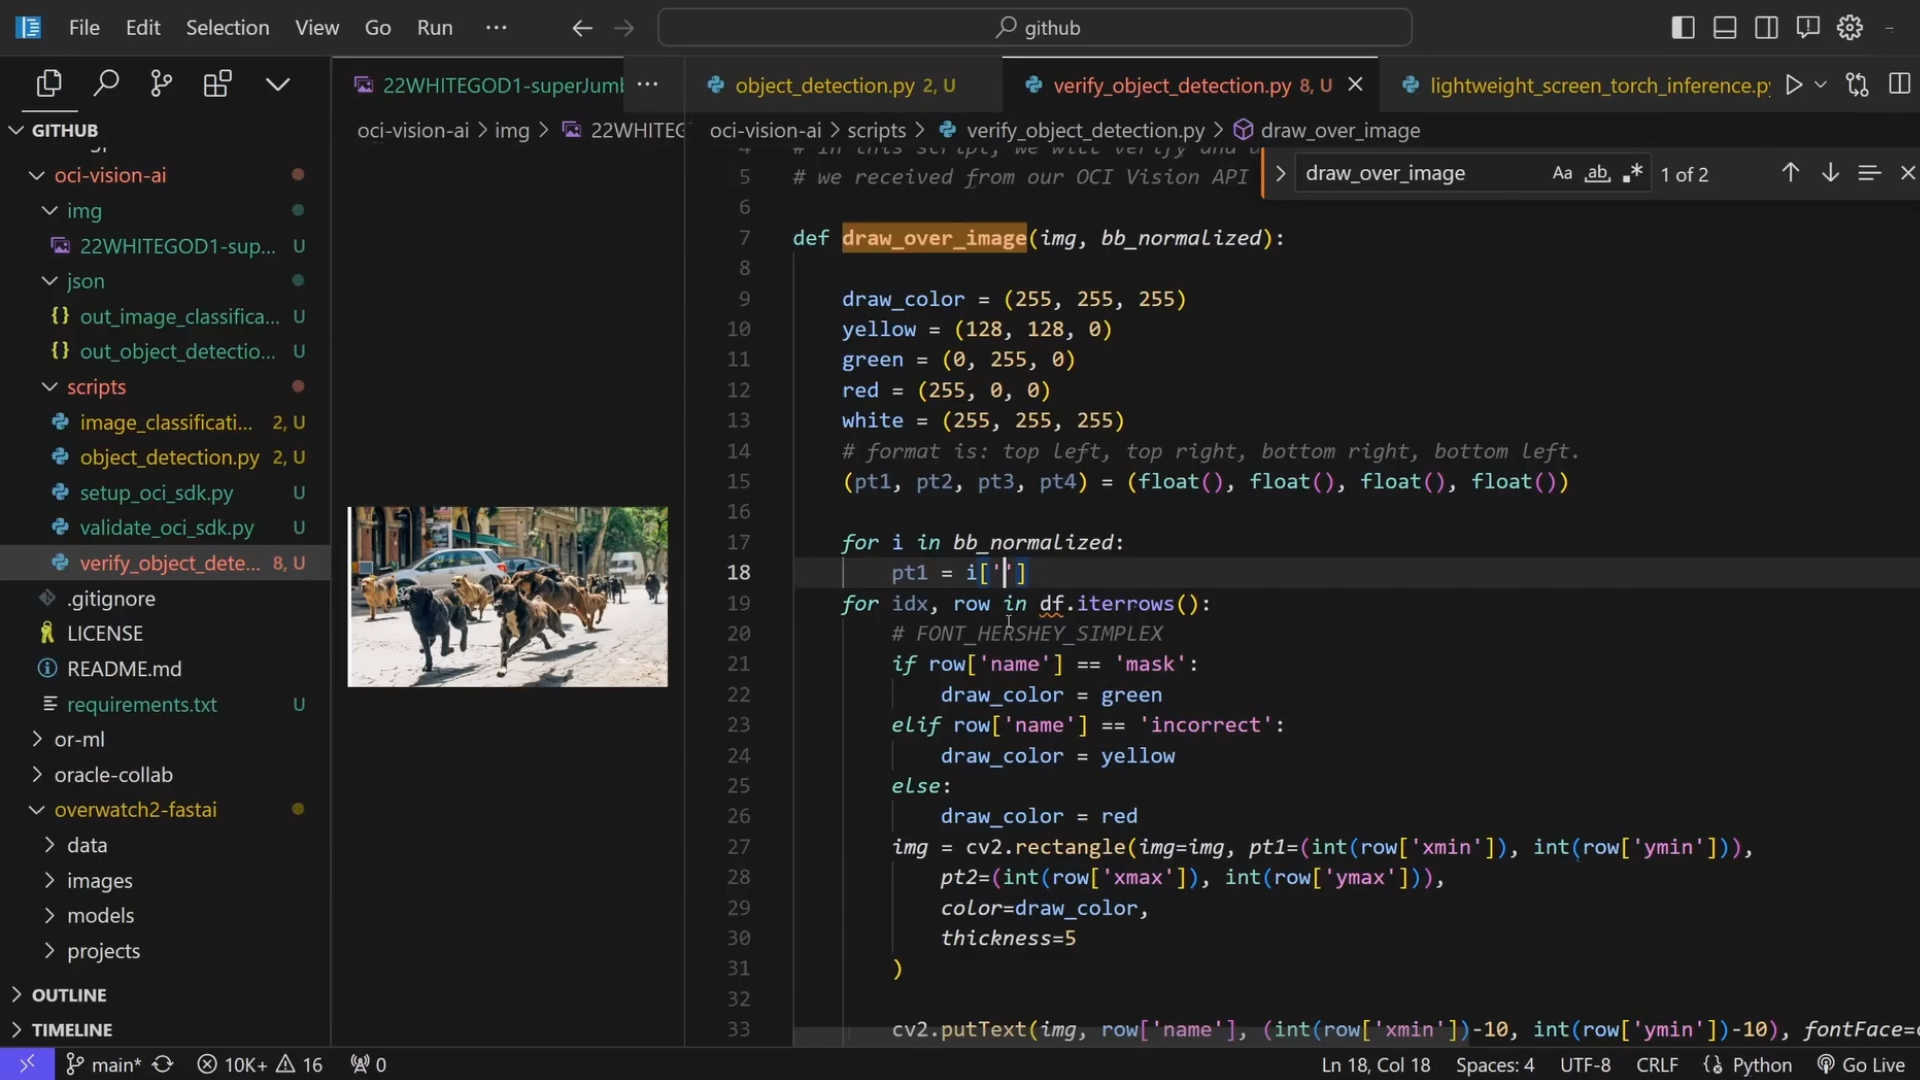 File Edit Selection View Go Run ··· github
GITHUB
oci-vision-ai
img
22WHITEGOD1-sup... U
json
out_image_classifica... U
out_object_detectio... U
scripts
image_classificati... 2, U
object_detection.py 2, U
setup_oci_sdk.py U
validate_oci_sdk.py U
verify_object_dete... 8, U
.gitignore
LICENSE
README.md
requirements.txt U
or-ml
oracle-collab
overwatch2-fastai
data
images
models
projects
OUTLINE
TIMELINE
22WHITEGOD1-superJumb ···
oci-vision-ai > img > 22WHITEG
object_detection.py 2, U
verify_object_detection.py 8, U
lightweight_screen_torch_inference.py
oci-vision-ai > scripts > verify_object_detection.py > draw_over_image
draw_over_image Aa ab 1 of 2
4 # In this script, we will verify and
5 # we received from our OCI Vision API
6
7 def draw_over_image(img, bb_normalized):
8
9 draw_color = (255, 255, 255)
10 yellow = (128, 128, 0)
11 green = (0, 255, 0)
12 red = (255, 0, 0)
13 white = (255, 255, 255)
14 # format is: top left, top right, bottom right, bottom left.
15 (pt1, pt2, pt3, pt4) = (float(), float(), float(), float())
16
17 for i in bb_normalized:
18 pt1 = i['']
19 for idx, row in df.iterrows():
20 # FONT_HERSHEY_SIMPLEX
21 if row['name'] == 'mask':
22 draw_color = green
23 elif row['name'] == 'incorrect':
24 draw_color = yellow
25 else:
26 draw_color = red
27 img = cv2.rectangle(img=img, pt1=(int(row['xmin']), int(row['ymin'])),
28 pt2=(int(row['xmax']), int(row['ymax'])),
29 color=draw_color,
30 thickness=5
31 )
32
33 cv2.putText(img, row['name'], (int(row['xmin'])-10, int(row['ymin'])-10), fontFace=c
main* 10K+ 16 0 Ln 18, Col 18 Spaces: 4 UTF-8 CRLF Python Go Live